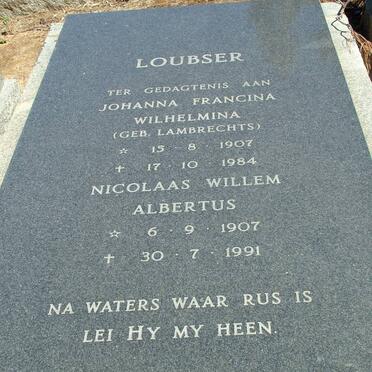 LOUBSER
TER GEDAGTENIS AAN
JOHANNA FRANCINA
WILHELMINA
(GEB. LAMBRECHTS)
☆ 15 · 8 · 1907
✝ 17 · 10 · 1984
NICOLAAS WILLEM
ALBERTUS
☆ 6 · 9 · 1907
✝ 30 · 7 · 1991
NA WATERS WAAR RUS IS
LEI HY MY HEEN.